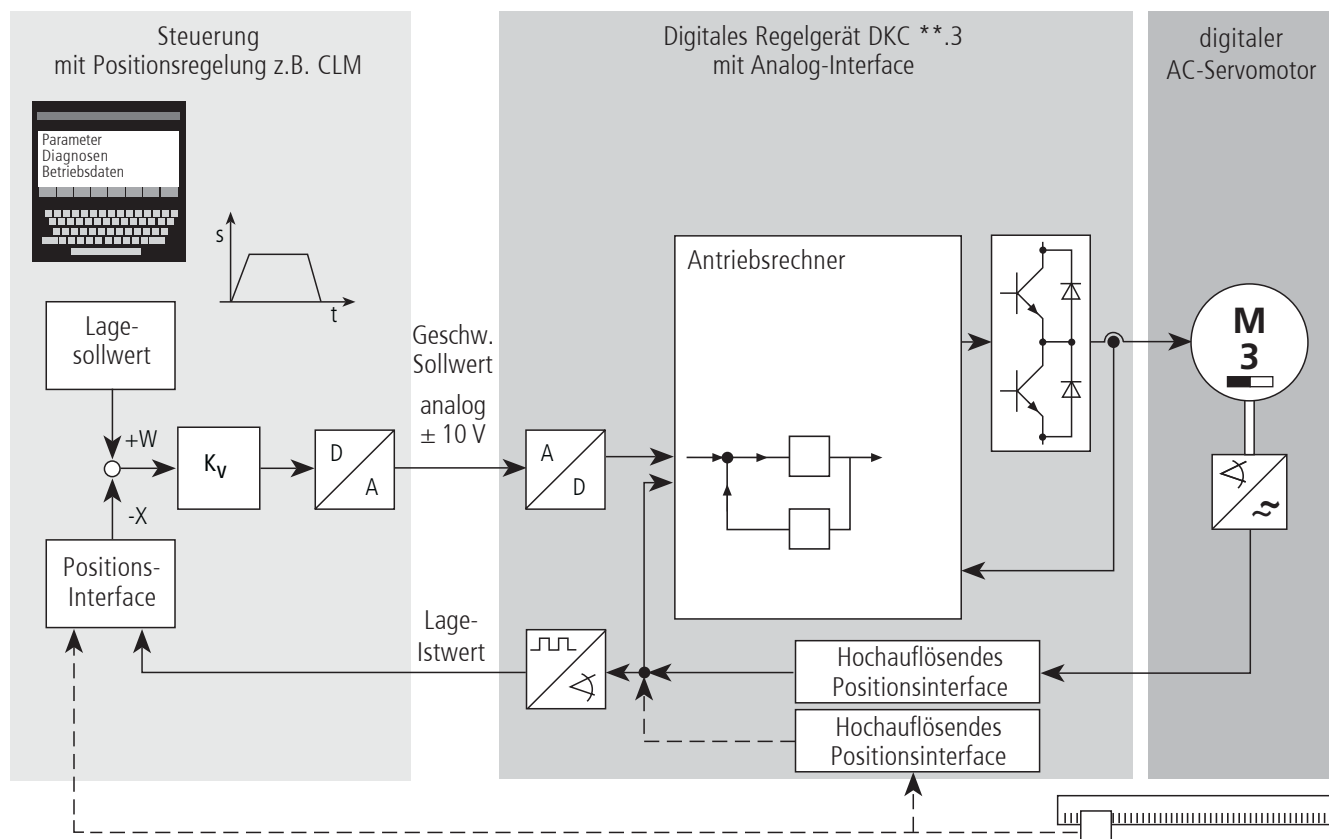 Steuerung
mit Positionsregelung z.B. CLM
Digitales Regelgerät DKC **.3
mit Analog-Interface
digitaler
AC-Servomotor
Parameter
Diagnosen
Betriebsdaten
s
t
Lage-
sollwert
Geschw.
Sollwert
analog
± 10 V
Antriebsrechner
M
3
+W
Kv
D
A
A
D
-X
Positions-
Interface
Lage-
Istwert
Hochauflösendes
Positionsinterface
Hochauflösendes
Positionsinterface